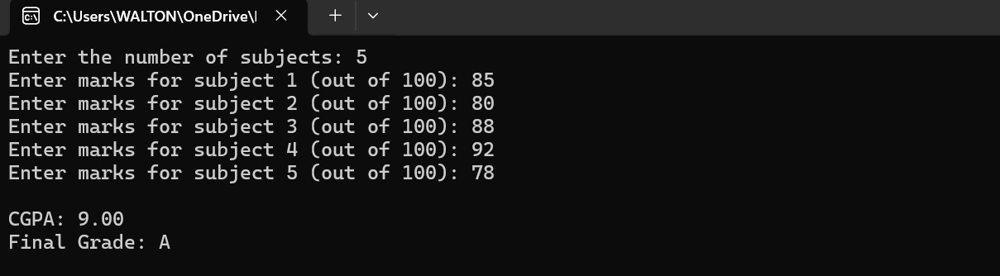 C:\Users\WALTON\OneDrive\
Enter the number of subjects: 5
Enter marks for subject 1 (out of 100): 85
Enter marks for subject 2 (out of 100): 80
Enter marks for subject 3 (out of 100): 88
Enter marks for subject 4 (out of 100): 92
Enter marks for subject 5 (out of 100): 78
CGPA: 9.00
Final Grade: A